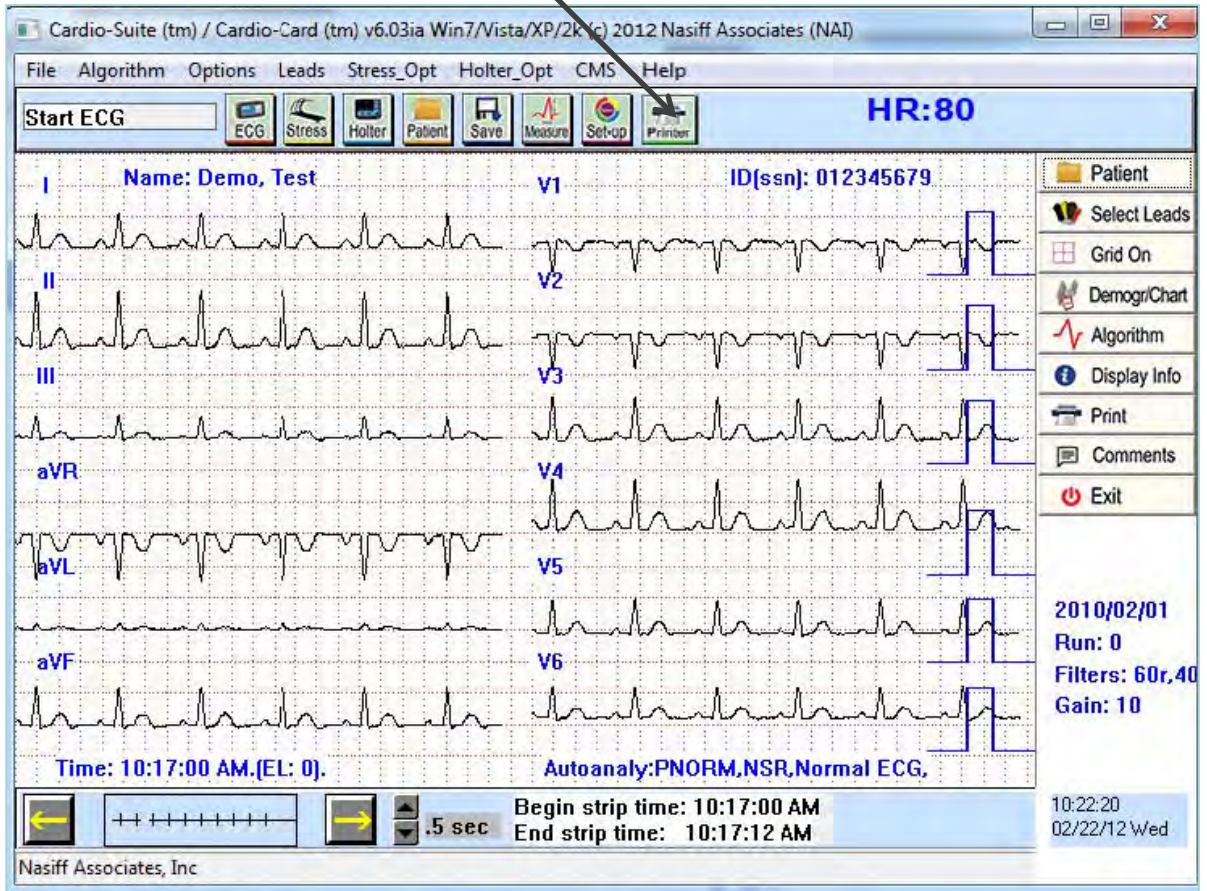 Cardio-Suite (tm) / Cardio-Card (tm) v6.03ia Win7/Vista/XP/2k (c) 2012 Nasiff Associates (NAI)
File Algorithm Options Leads Stress_Opt Holter_Opt CMS Help
Start ECG
ECG Stress Holter Patient Save Measure Set-up Printer
HR:80
I Name: Demo, Test V1 ID(ssn): 012345679
II V2
III V3
aVR V4
aVL V5
aVF V6
Time: 10:17:00 AM.(EL: 0). Autoanaly:PNORM,NSR,Normal ECG,
Patient
Select Leads
Grid On
Demogr/Chart
Algorithm
Display Info
Print
Comments
Exit
2010/02/01
Run: 0
Filters: 60r,40
Gain: 10
.5 sec
Begin strip time: 10:17:00 AM
End strip time: 10:17:12 AM
10:22:20
02/22/12 Wed
Nasiff Associates, Inc